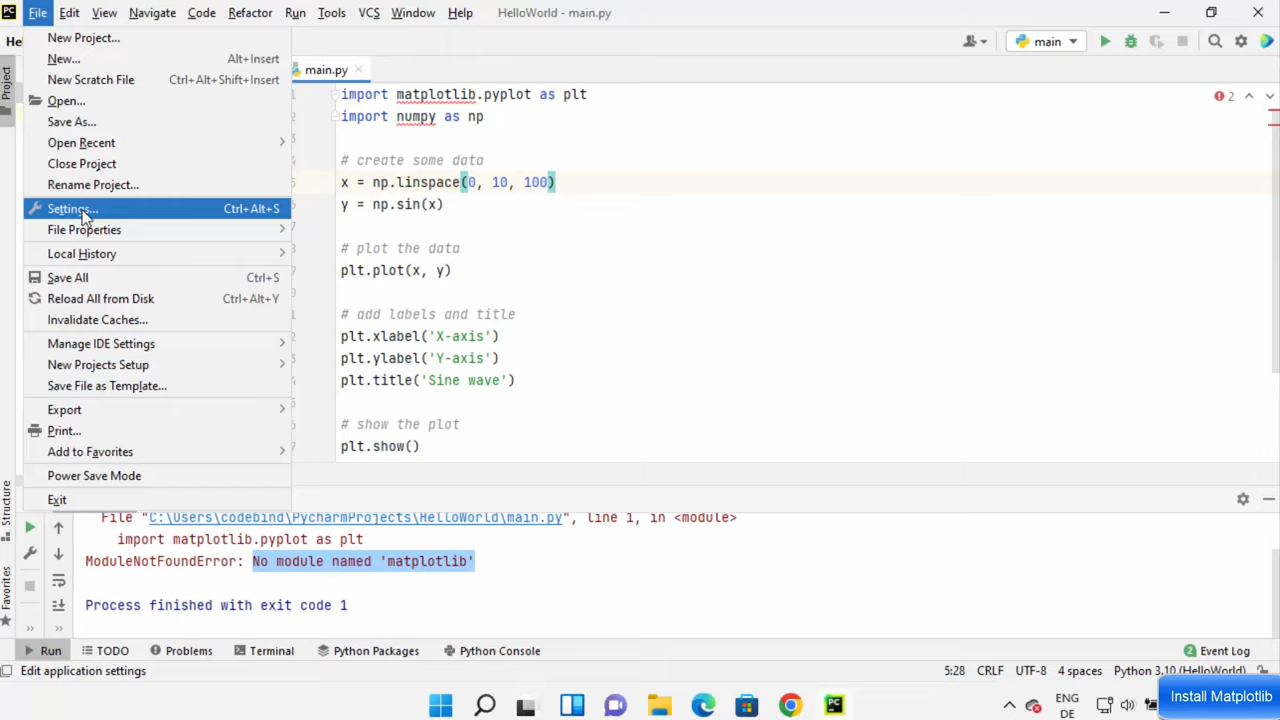 PC File Edit View Navigate Code Refactor Run Tools VCS Window Help HelloWorld - main.py
He main
New Project...
New... Alt+Insert
New Scratch File Ctrl+Alt+Shift+Insert
Open...
Save As...
Open Recent
Close Project
Rename Project...
Settings... Ctrl+Alt+S
File Properties
Local History
Save All Ctrl+S
Reload All from Disk Ctrl+Alt+Y
Invalidate Caches...
Manage IDE Settings
New Projects Setup
Save File as Template...
Export
Print...
Add to Favorites
Power Save Mode
Exit
Project
Structure
Favorites
main.py
import matplotlib.pyplot as plt
2
import numpy as np
# create some data
x = np.linspace(0, 10, 100)
y = np.sin(x)
# plot the data
plt.plot(x, y)
# add labels and title
plt.xlabel('X-axis')
plt.ylabel('Y-axis')
plt.title('Sine wave')
# show the plot
plt.show()
File "C:\Users\codebind\PycharmProjects\HelloWorld\main.py", line 1, in <module>
import matplotlib.pyplot as plt
ModuleNotFoundError: No module named 'matplotlib'
Process finished with exit code 1
Run TODO Problems Terminal Python Packages Python Console 2 Event Log
Edit application settings 5:28 CRLF UTF-8 4 spaces Python 3.10 (HelloWorld)
PC
ENG
DE
Install Matplotlib